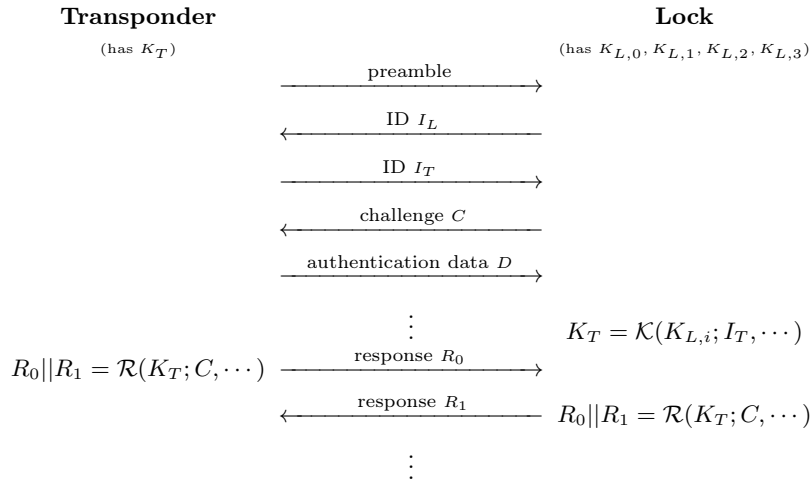 Transponder Lock
(has K_T) (has K_{L,0}, K_{L,1}, K_{L,2}, K_{L,3})
preamble
ID I_L
ID I_T
challenge C
authentication data D
⋮ K_T = 𝒦(K_{L,i}; I_T, ⋯)
R_0||R_1 = ℛ(K_T; C, ⋯) response R_0
response R_1 R_0||R_1 = ℛ(K_T; C, ⋯)
⋮